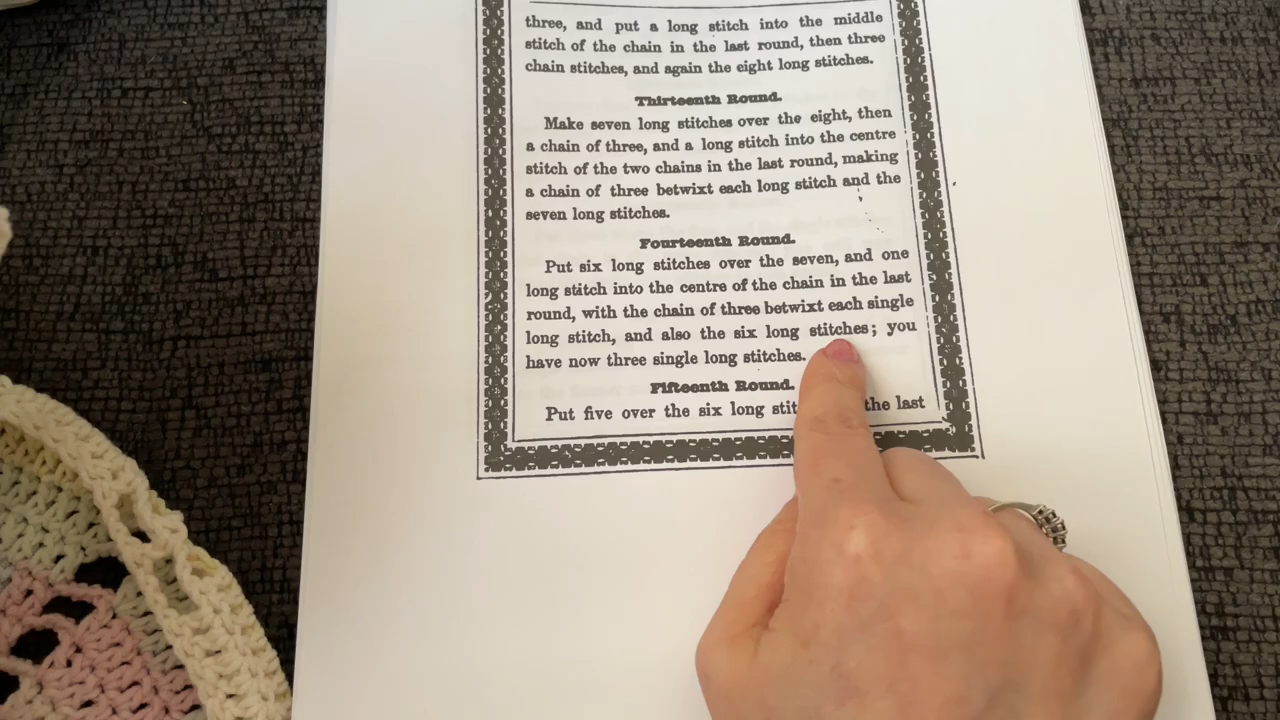 three, and put a long stitch into the middle
stitch of the chain in the last round, then three
chain stitches, and again the eight long stitches.
Thirteenth Round.
Make seven long stitches over the eight, then
a chain of three, and a long stitch into the centre
stitch of the two chains in the last round, making
a chain of three betwixt each long stitch and the
seven long stitches.
Fourteenth Round.
Put six long stitches over the seven, and one
long stitch into the centre of the chain in the last
round, with the chain of three betwixt each single
long stitch, and also the six long stitches; you
have now three single long stitches.
Fifteenth Round.
Put five over the six long the last